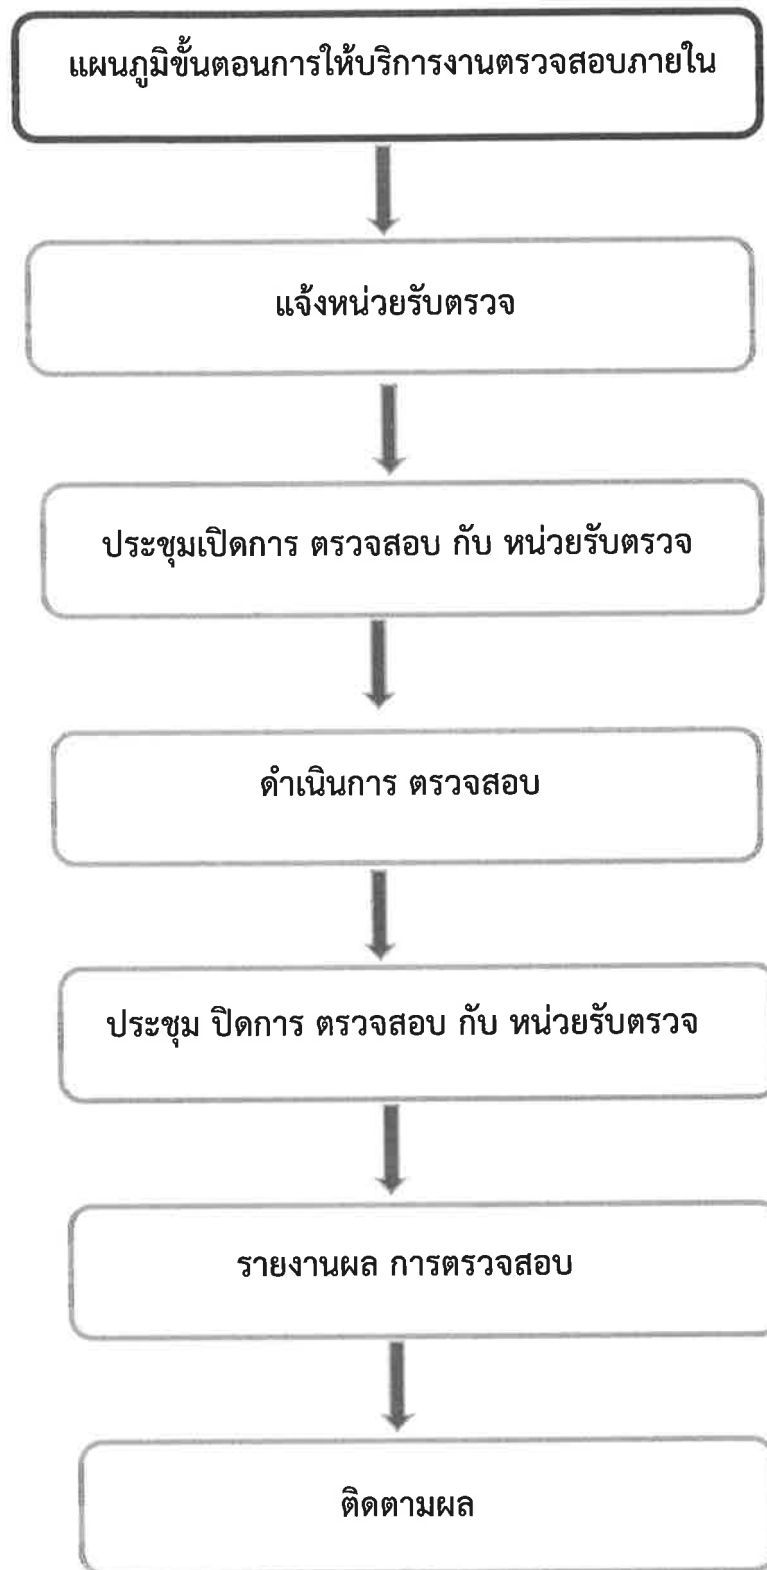 แผนภูมิขั้นตอนการให้บริการงานตรวจสอบภายใน
แจ้งหน่วยรับตรวจ
ประชุมเปิดการ ตรวจสอบ กับ หน่วยรับตรวจ
ดำเนินการ ตรวจสอบ
ประชุม ปิดการ ตรวจสอบ กับ หน่วยรับตรวจ
รายงานผล การตรวจสอบ
ติดตามผล